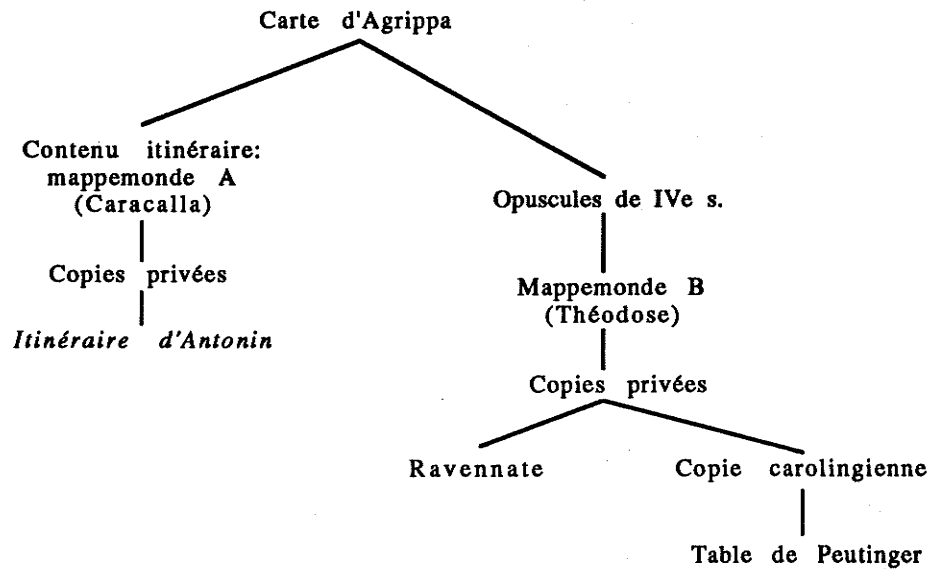 Carte d'Agrippa
Contenu itinéraire:
mappemonde A
(Caracalla)
Copies privées
Itinéraire d'Antonin
Opuscules de IVe s.
Mappemonde B
(Théodose)
Copies privées
Ravennate
Copie carolingienne
Table de Peutinger